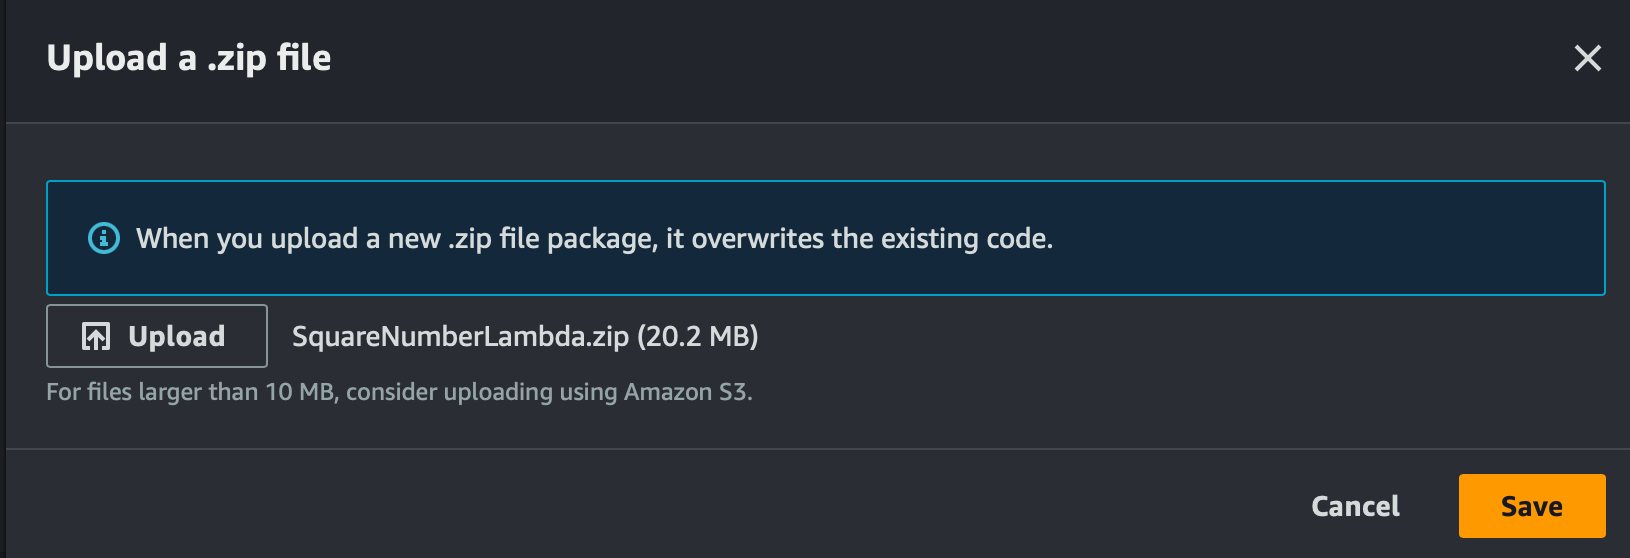 Upload a .zip file
When you upload a new .zip file package, it overwrites the existing code.
Upload SquareNumberLambda.zip (20.2 MB)
For files larger than 10 MB, consider uploading using Amazon S3.
Cancel Save